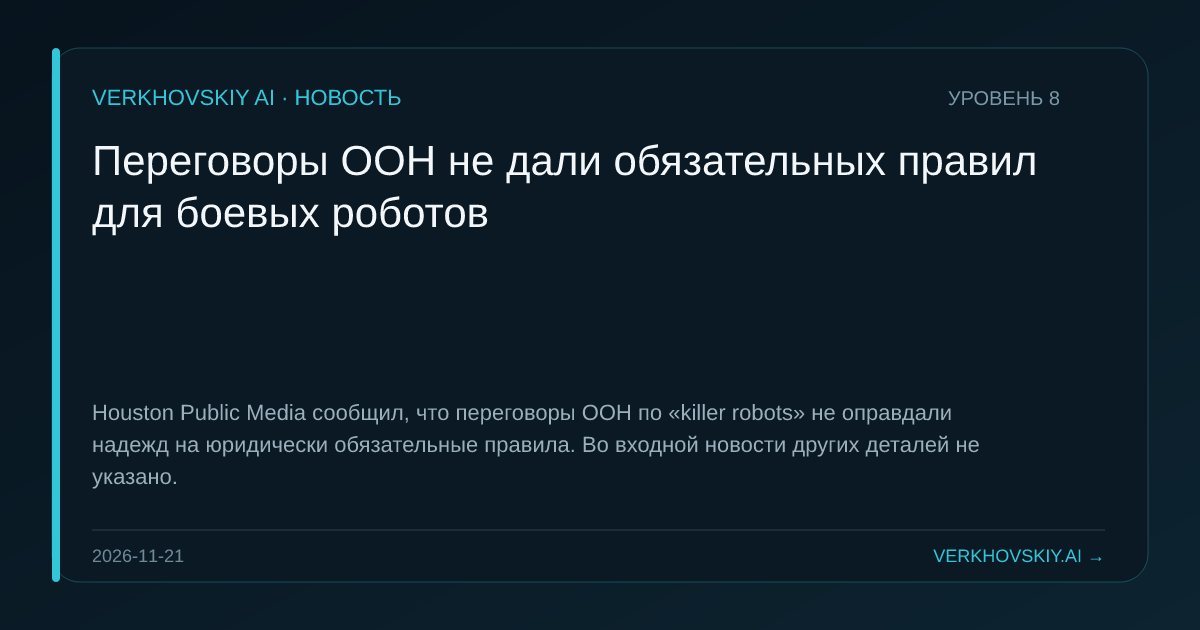 VERKHOVSKIY AI · НОВОСТЬ
УРОВЕНЬ 8
Переговоры ООН не дали обязательных правил
для боевых роботов
Houston Public Media сообщил, что переговоры ООН по «killer robots» не оправдали
надежд на юридически обязательные правила. Во входной новости других деталей не
указано.
2026-11-21
VERKHOVSKIY.AI →